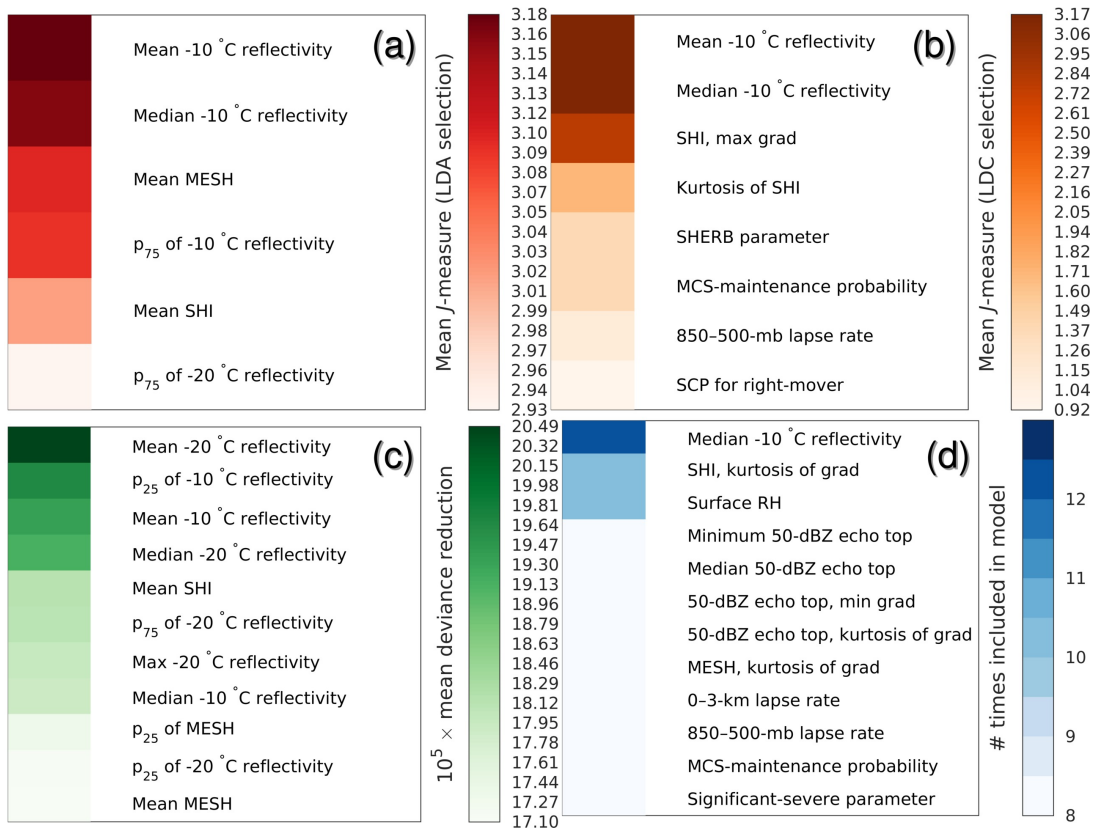 (a)
Mean -10 °C reflectivity
Median -10 °C reflectivity
Mean MESH
p75 of -10 °C reflectivity
Mean SHI
p75 of -20 °C reflectivity
Mean J-measure (LDA selection)
3.18
3.16
3.15
3.14
3.13
3.12
3.10
3.09
3.08
3.07
3.05
3.04
3.03
3.02
3.01
2.99
2.98
2.97
2.96
2.94
2.93
(b)
Mean -10 °C reflectivity
Median -10 °C reflectivity
SHI, max grad
Kurtosis of SHI
SHERB parameter
MCS-maintenance probability
850–500-mb lapse rate
SCP for right-mover
Mean J-measure (LDC selection)
3.17
3.06
2.95
2.84
2.72
2.61
2.50
2.39
2.27
2.16
2.05
1.94
1.82
1.71
1.60
1.49
1.37
1.26
1.15
1.04
0.92
(c)
Mean -20 °C reflectivity
p25 of -10 °C reflectivity
Mean -10 °C reflectivity
Median -20 °C reflectivity
Mean SHI
p75 of -20 °C reflectivity
Max -20 °C reflectivity
Median -10 °C reflectivity
p25 of MESH
p25 of -20 °C reflectivity
Mean MESH
10^5 × mean deviance reduction
20.49
20.32
20.15
19.98
19.81
19.64
19.47
19.30
19.13
18.96
18.79
18.63
18.46
18.29
18.12
17.95
17.78
17.61
17.44
17.27
17.10
(d)
Median -10 °C reflectivity
SHI, kurtosis of grad
Surface RH
Minimum 50-dBZ echo top
Median 50-dBZ echo top
50-dBZ echo top, min grad
50-dBZ echo top, kurtosis of grad
MESH, kurtosis of grad
0–3-km lapse rate
850–500-mb lapse rate
MCS-maintenance probability
Significant-severe parameter
# times included in model
12
11
10
9
8